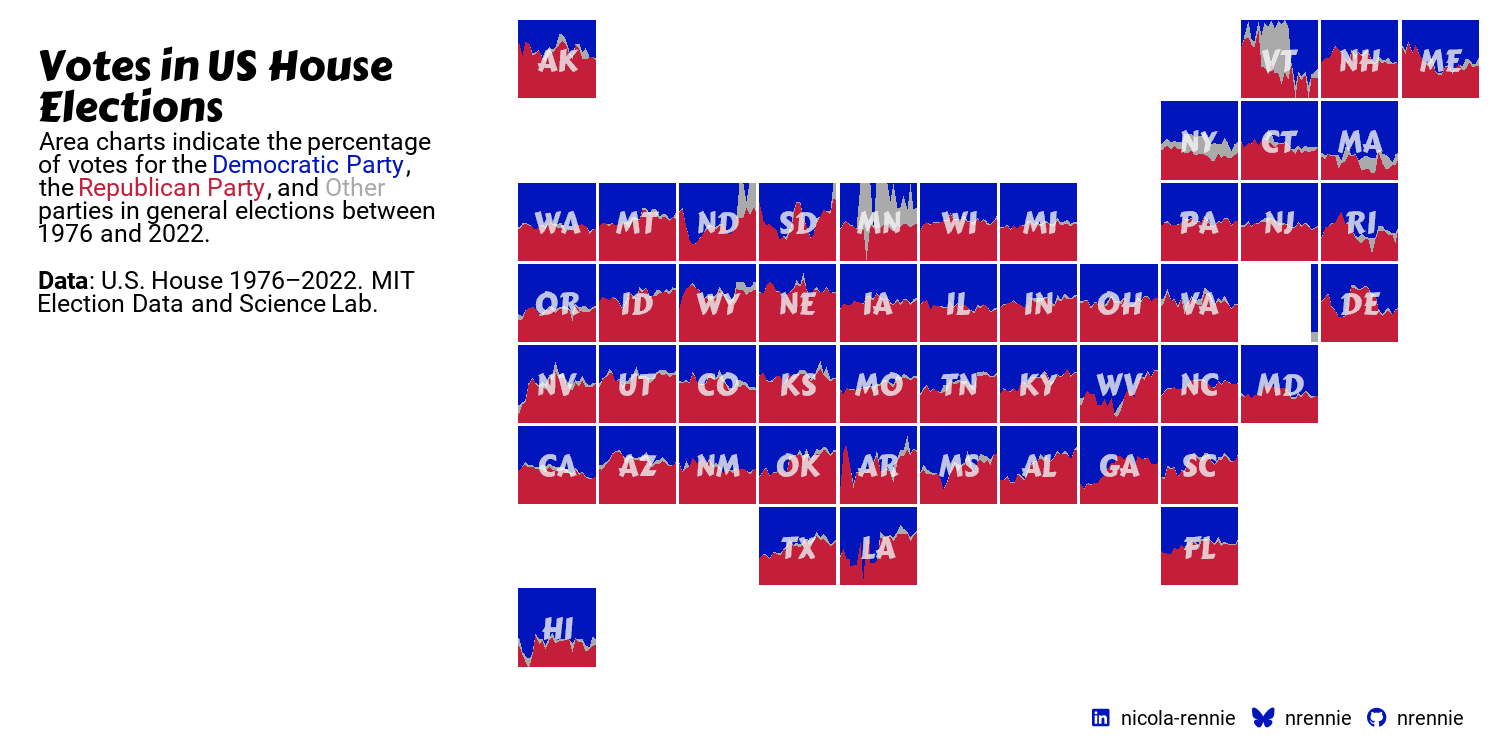 Votes in US House
Elections
Area charts indicate the percentage
of votes for the Democratic Party,
the Republican Party, and Other
parties in general elections between
1976 and 2022.
Data: U.S. House 1976–2022. MIT
Election Data and Science Lab.
AK VT NH ME
NY CT MA
WA MT ND SD MN WI MI PA NJ RI
OR ID WY NE IA IL IN OH VA DE
NV UT CO KS MO TN KY WV NC MD
CA AZ NM OK AR MS AL GA SC
TX LA FL
HI
nicola-rennie nrennie nrennie